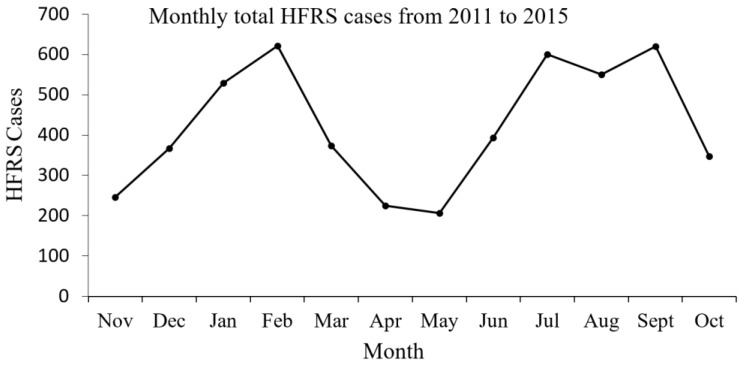 Monthly total HFRS cases from 2011 to 2015
700
600
500
400
300
200
100
0
HFRS Cases
Nov Dec Jan Feb Mar Apr May Jun Jul Aug Sept Oct
Month